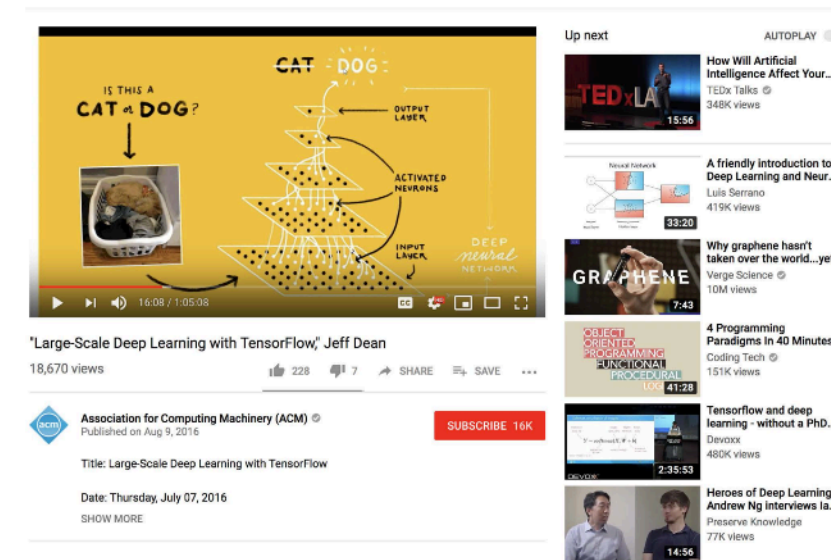 Up next
AUTOPLAY
CAT DOG
IS THIS A
CAT or DOG?
OUTPUT
LAYER
ACTIVATED
NEURONS
INPUT
LAYER
DEEP
neural
NETWORK
CC
HD
16:08 / 1:05:08
"Large-Scale Deep Learning with TensorFlow," Jeff Dean
18,670 views
228
7
SHARE
SAVE
acm
Association for Computing Machinery (ACM)
Published on Aug 9, 2016
SUBSCRIBE 16K
Title: Large-Scale Deep Learning with TensorFlow
Date: Thursday, July 07, 2016
SHOW MORE
TEDxLA
15:56
How Will Artificial
Intelligence Affect Your...
TEDx Talks
348K views
Neural Network
33:20
A friendly introduction to
Deep Learning and Neur...
Luis Serrano
419K views
GRAPHENE
7:43
Why graphene hasn't
taken over the world...yet
Verge Science
10M views
OBJECT
ORIENTED
PROGRAMMING
FUNCTIONAL
PROCEDURAL
41:28
4 Programming
Paradigms In 40 Minutes
Coding Tech
151K views
DEVOXX
2:35:53
Tensorflow and deep
learning - without a PhD...
Devoxx
480K views
14:56
Heroes of Deep Learning
Andrew Ng interviews Ia...
Preserve Knowledge
77K views